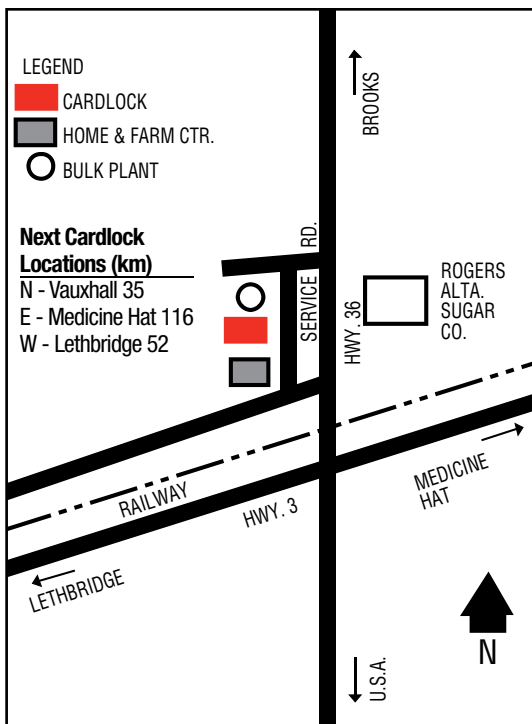 LEGEND
CARDLOCK
HOME & FARM CTR.
BULK PLANT
Next Cardlock
Locations (km)
N - Vauxhall 35
E - Medicine Hat 116
W - Lethbridge 52
BROOKS
SERVICE RD.
HWY. 36
ROGERS
ALTA.
SUGAR
CO.
RAILWAY
HWY. 3
MEDICINE
HAT
LETHBRIDGE
U.S.A.
N